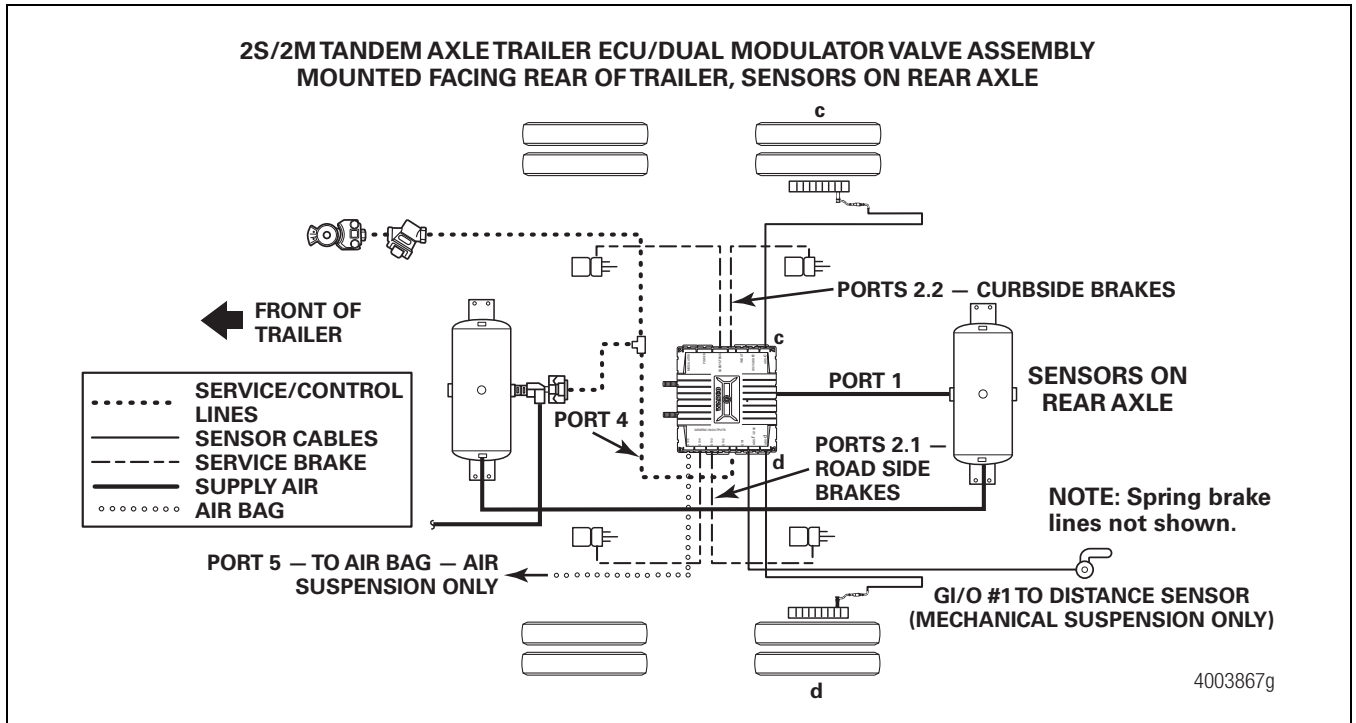 2S/2M TANDEM AXLE TRAILER ECU/DUAL MODULATOR VALVE ASSEMBLY
MOUNTED FACING REAR OF TRAILER, SENSORS ON REAR AXLE
c
PORTS 2.2 — CURBSIDE BRAKES
FRONT OF
TRAILER
c
PORT 1
SENSORS ON
REAR AXLE
SERVICE/CONTROL
LINES
SENSOR CABLES
SERVICE BRAKE
SUPPLY AIR
AIR BAG
PORT 4
d
PORTS 2.1 —
ROAD SIDE
BRAKES
NOTE: Spring brake
lines not shown.
PORT 5 — TO AIR BAG — AIR
SUSPENSION ONLY
GI/O #1 TO DISTANCE SENSOR
(MECHANICAL SUSPENSION ONLY)
d
4003867g